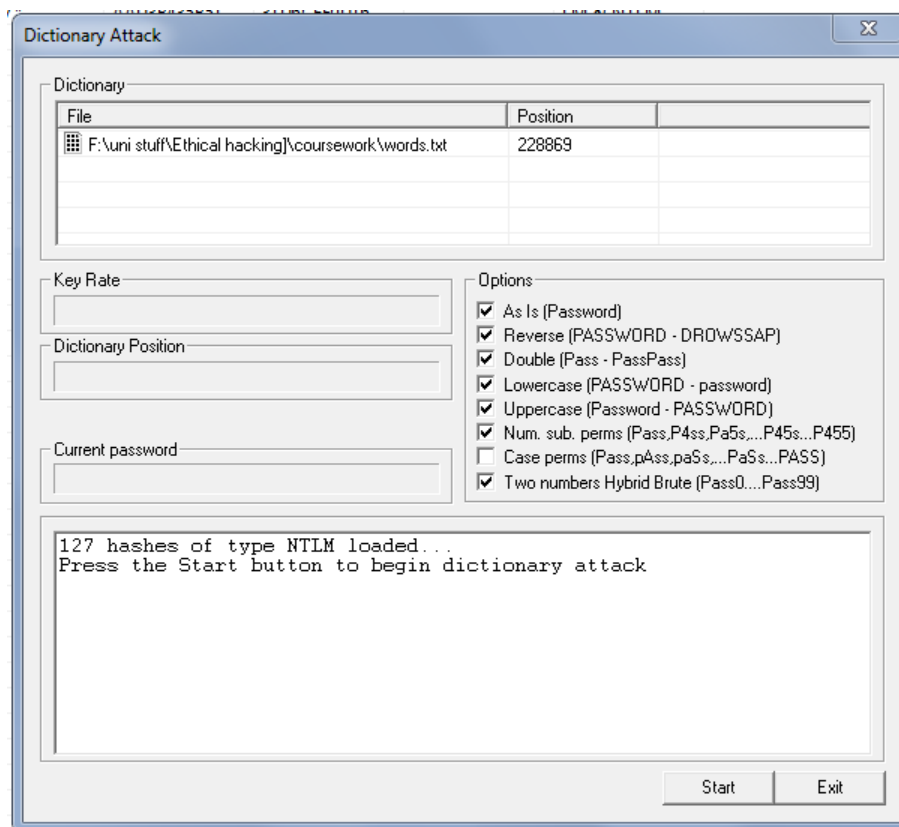 Dictionary Attack
Dictionary
File Position
F:\uni stuff\Ethical hacking]\coursework\words.txt 228869
Key Rate
Dictionary Position
Current password
Options
As Is (Password)
Reverse (PASSWORD - DROWSSAP)
Double (Pass - PassPass)
Lowercase (PASSWORD - password)
Uppercase (Password - PASSWORD)
Num. sub. perms (Pass,P4ss,Pa5s,...P45s...P455)
Case perms (Pass,pAss,paSs,...PaSs...PASS)
Two numbers Hybrid Brute (Pass0....Pass99)
127 hashes of type NTLM loaded...
Press the Start button to begin dictionary attack
Start Exit